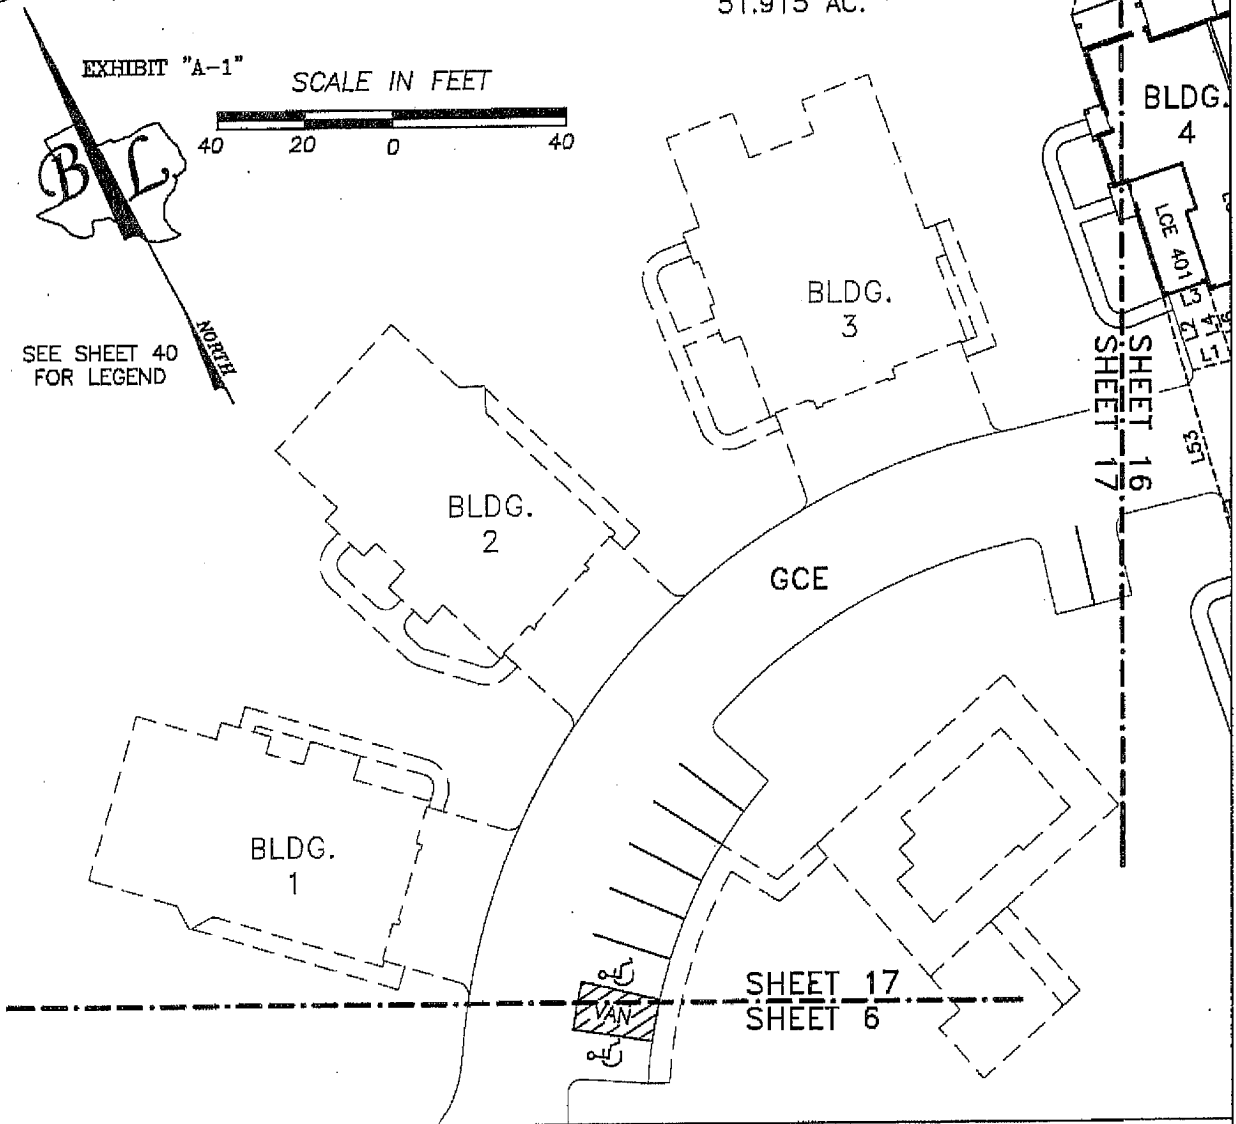 51.915 AC.
EXHIBIT "A-1"
SCALE IN FEET
40 20 0 40
B L
NORTH
SEE SHEET 40
FOR LEGEND
BLDG.
4
LCE 401
BLDG.
3
L3
L2
L4
L1
SHEET 16
SHEET 17
L53
BLDG.
2
GCE
BLDG.
1
SHEET 17
SHEET 6
VAN